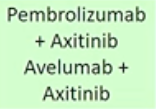 Pembrolizumab
+ Axitinib
Avelumab +
Axitinib